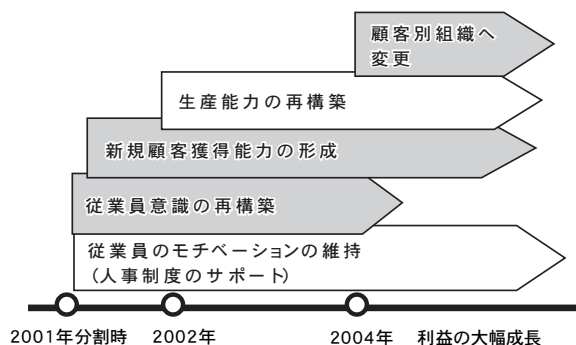 顧客別組織へ
変更
生産能力の再構築
新規顧客獲得能力の形成
従業員意識の再構築
従業員のモチベーションの維持
(人事制度のサポート)
2001年分割時 2002年 2004年 利益の大幅成長